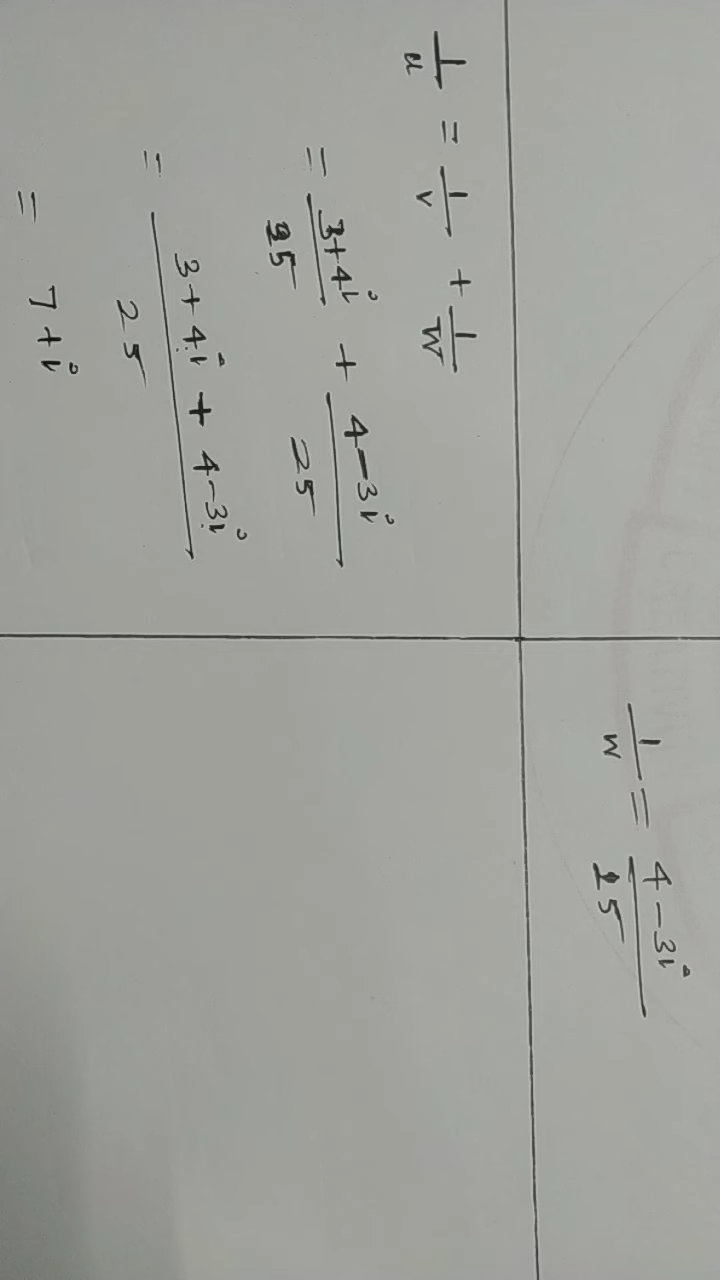 1/w = (4-3i)/25
1/u = 1/v + 1/w
= (3+4i)/25 + (4-3i)/25
= (3+4i+4-3i)/25
= 7+i